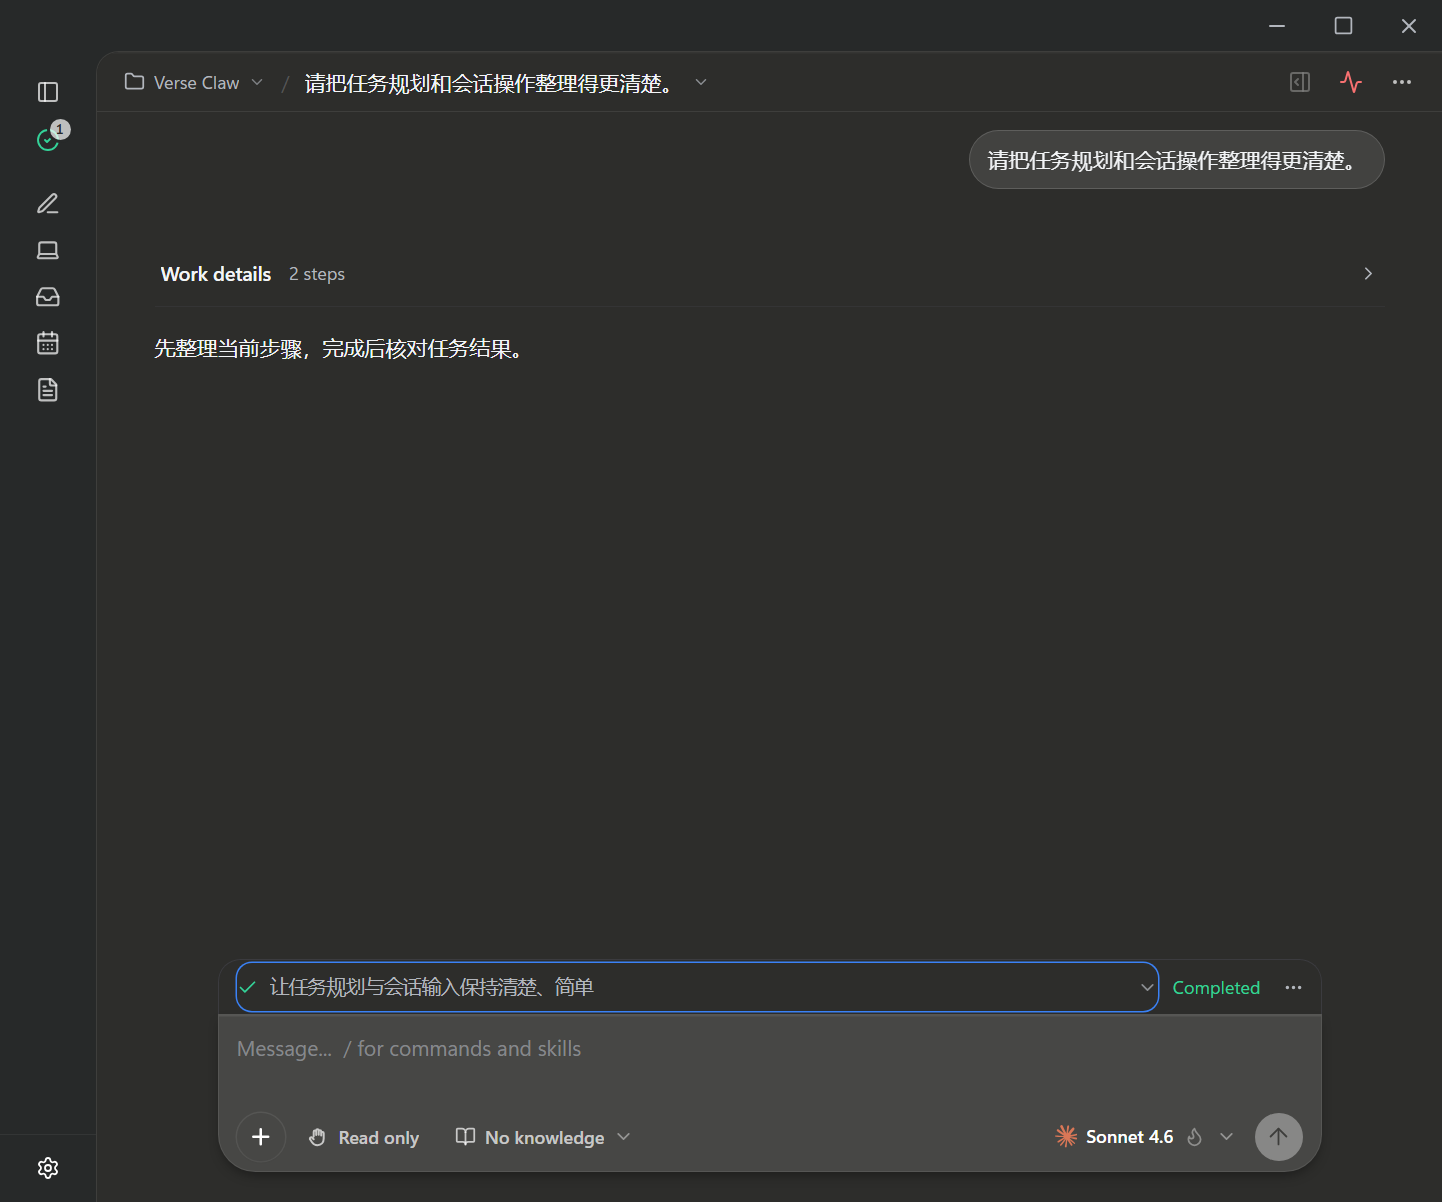 Verse Claw / 请把任务规划和会话操作整理得更清楚。
1
请把任务规划和会话操作整理得更清楚。
Work details 2 steps
先整理当前步骤，完成后核对任务结果。
让任务规划与会话输入保持清楚、简单 Completed
Message... / for commands and skills
Read only No knowledge Sonnet 4.6